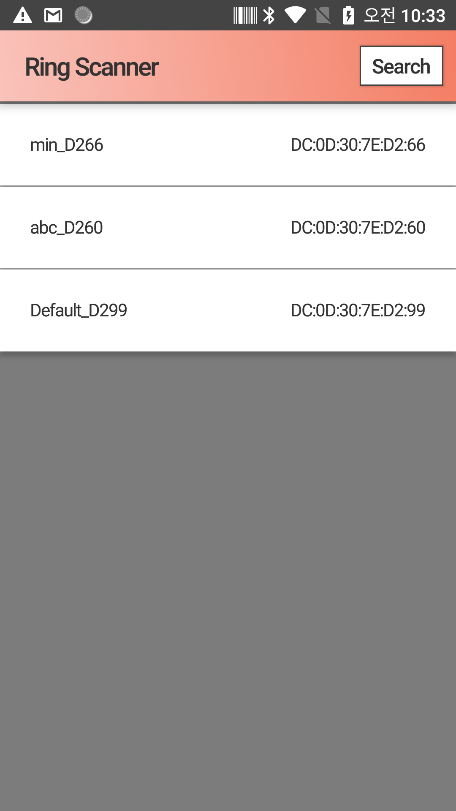 오전 10:33
Ring Scanner
Search
min_D266 DC:0D:30:7E:D2:66
abc_D260 DC:0D:30:7E:D2:60
Default_D299 DC:0D:30:7E:D2:99